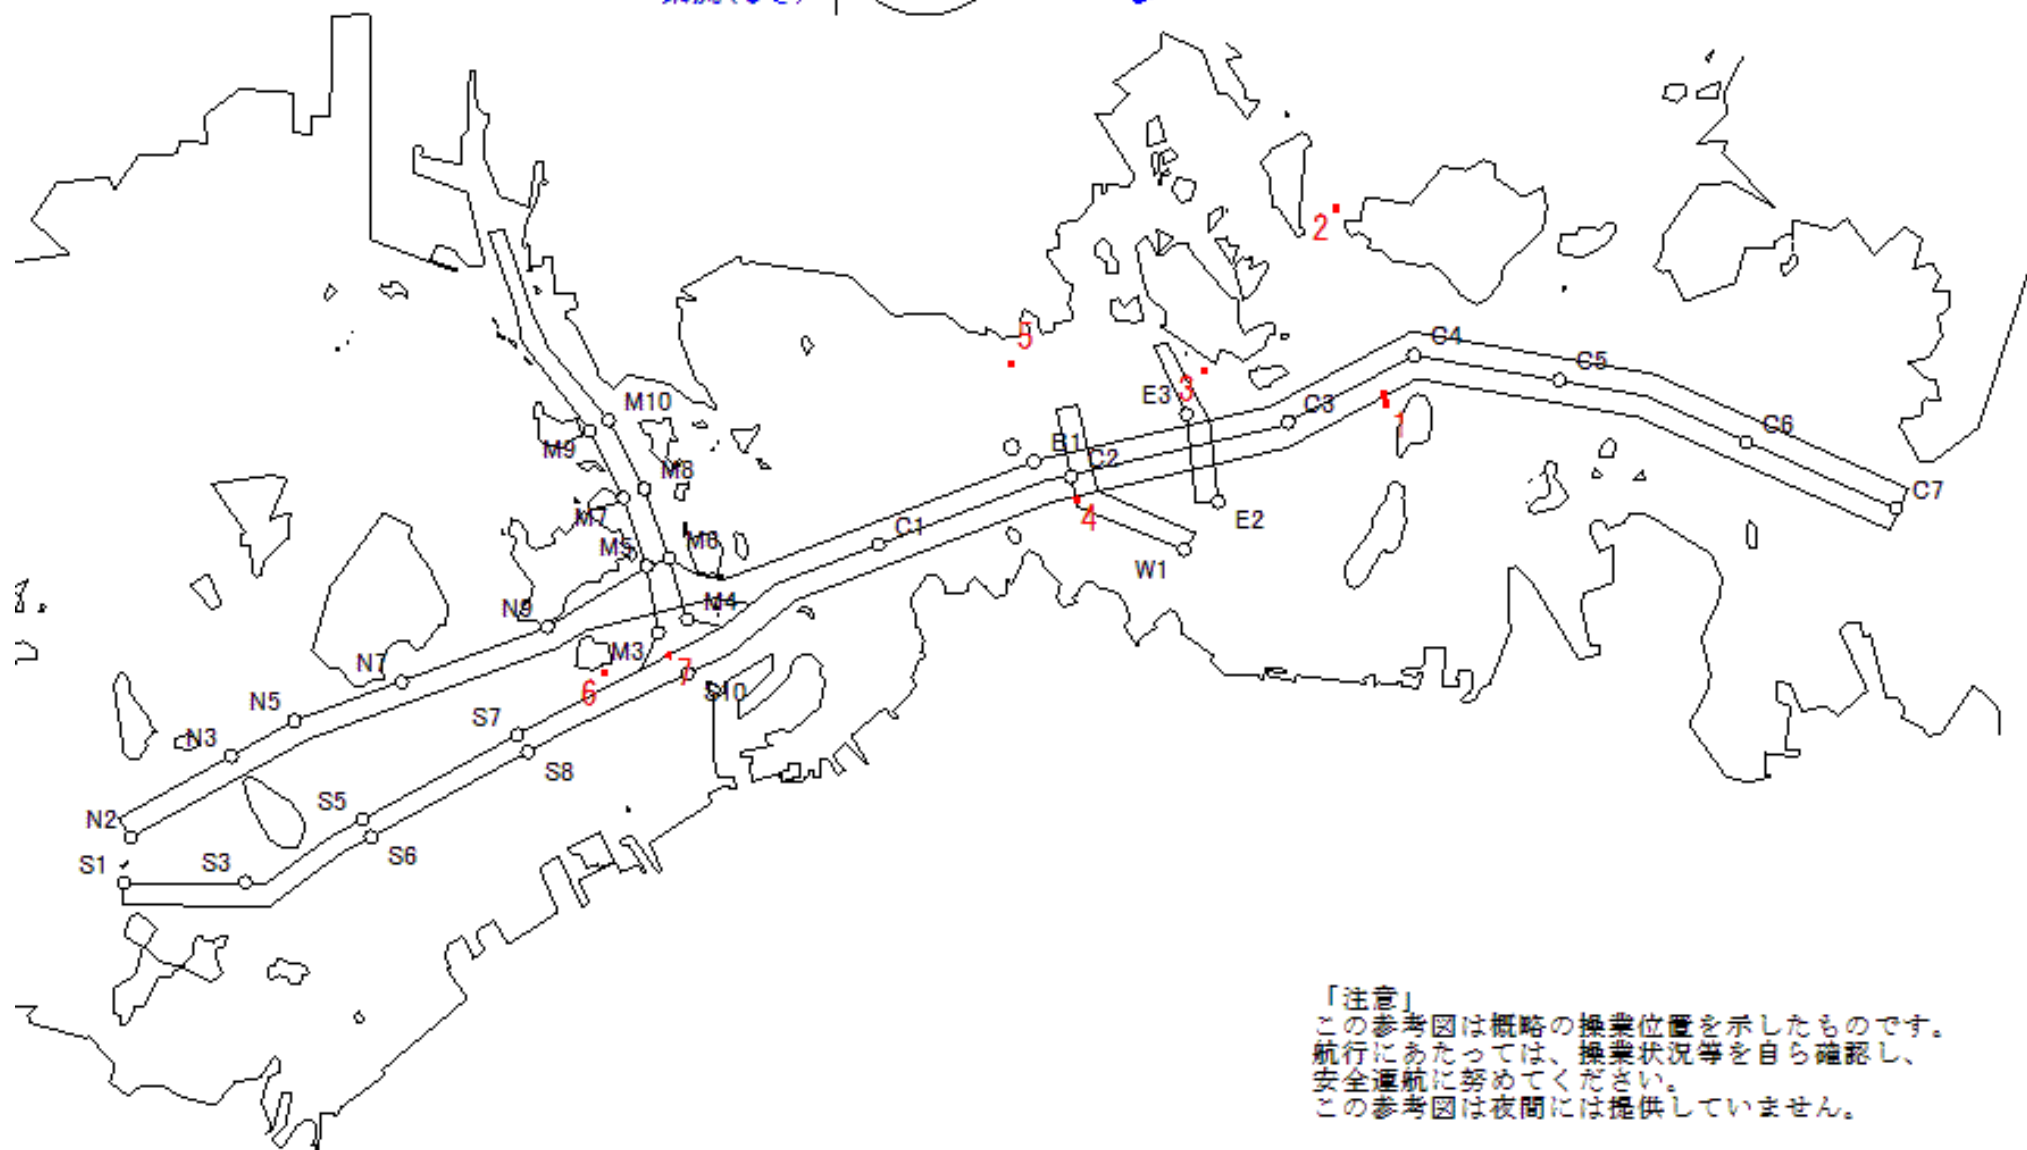 2
C4
5
C5
3
E3
M10
C3
1
C6
M9
B1
C2
M8
C7
M7
4
E2
C1
M5
M6
W1
N9
M4
M3
7
N7
6
S10
N5
S7
N3
S8
S5
N2
S6
S1
S3
「注意」
この参考図は概略の操業位置を示したものです。
航行にあたっては、操業状況等を自ら確認し、
安全運航に努めてください。
この参考図は夜間には提供していません。